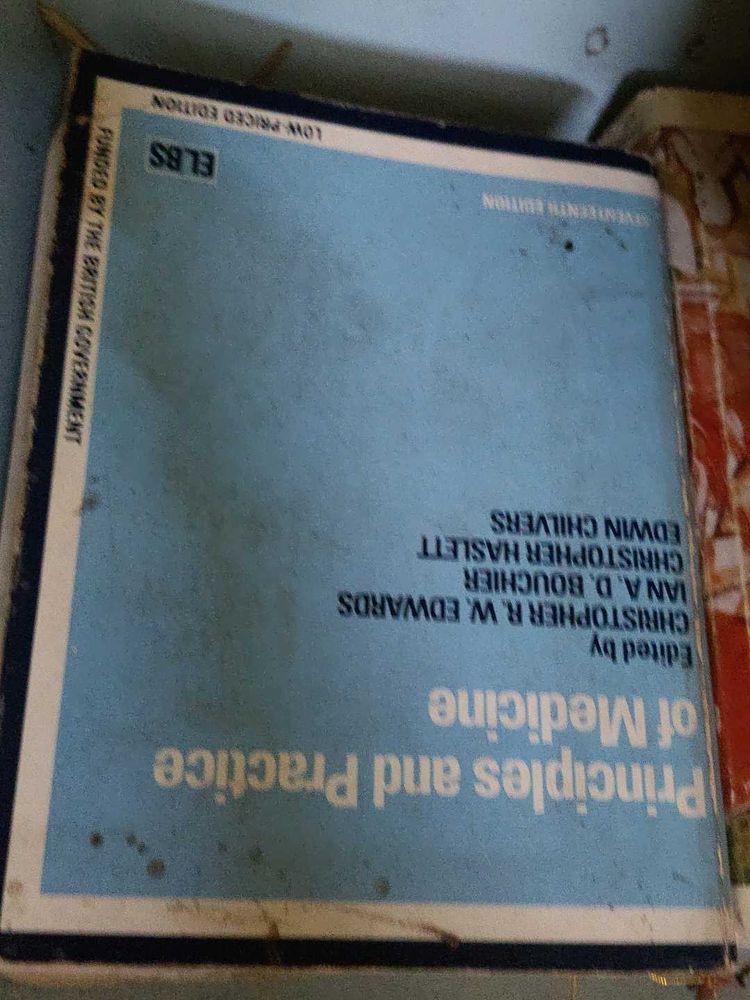 Principles and Practice
of Medicine
Edited by
CHRISTOPHER R. W. EDWARDS
IAN A. D. BOUCHIER
CHRISTOPHER HASLETT
EDWIN CHILVERS
SEVENTEENTH EDITION
ELBS
LOW-PRICED EDITION
FUNDED BY THE BRITISH GOVERNMENT